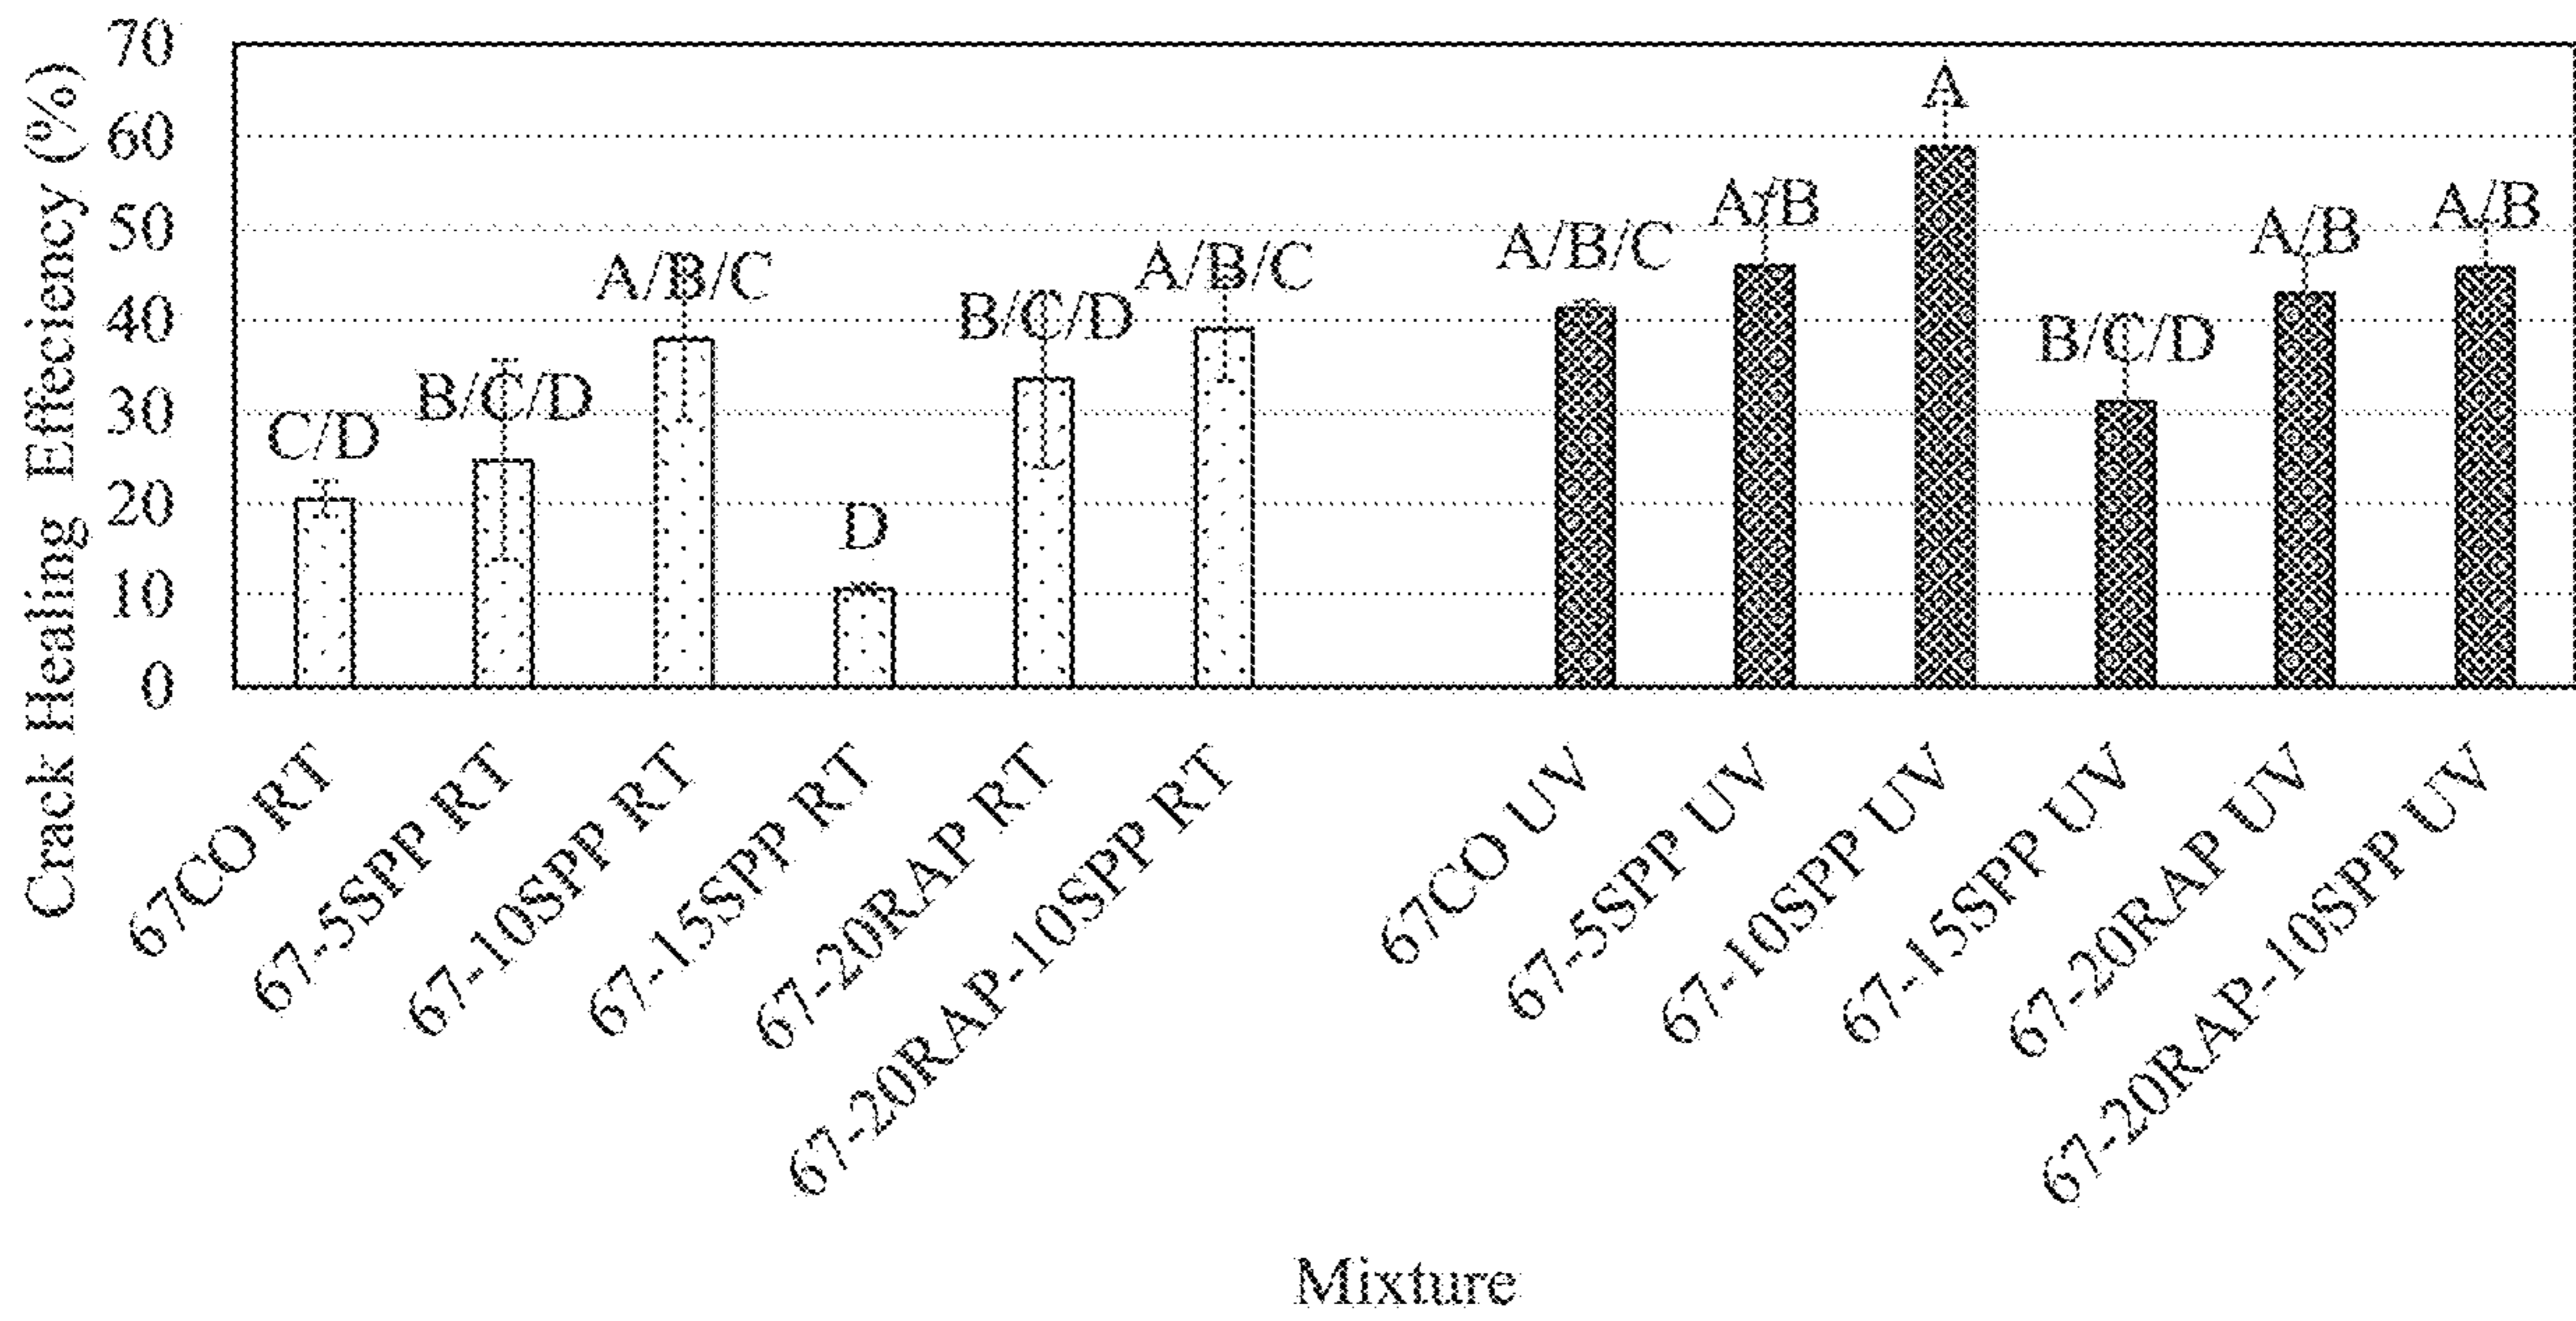 Crack Healing Effeciency (%)
70
60
50
40
30
20
10
0
C/D
B/C/D
A/B/C
D
B/C/D
A/B/C
A/B/C
A/B
A
B/C/D
A/B
A/B
67CO RT
67-5SPP RT
67-10SPP RT
67-15SPP RT
67-20RAP RT
67-20RAP-10SPP RT
67CO UV
67-5SPP UV
67-10SPP UV
67-15SPP UV
67-20RAP UV
67-20RAP-10SPP UV
Mixture